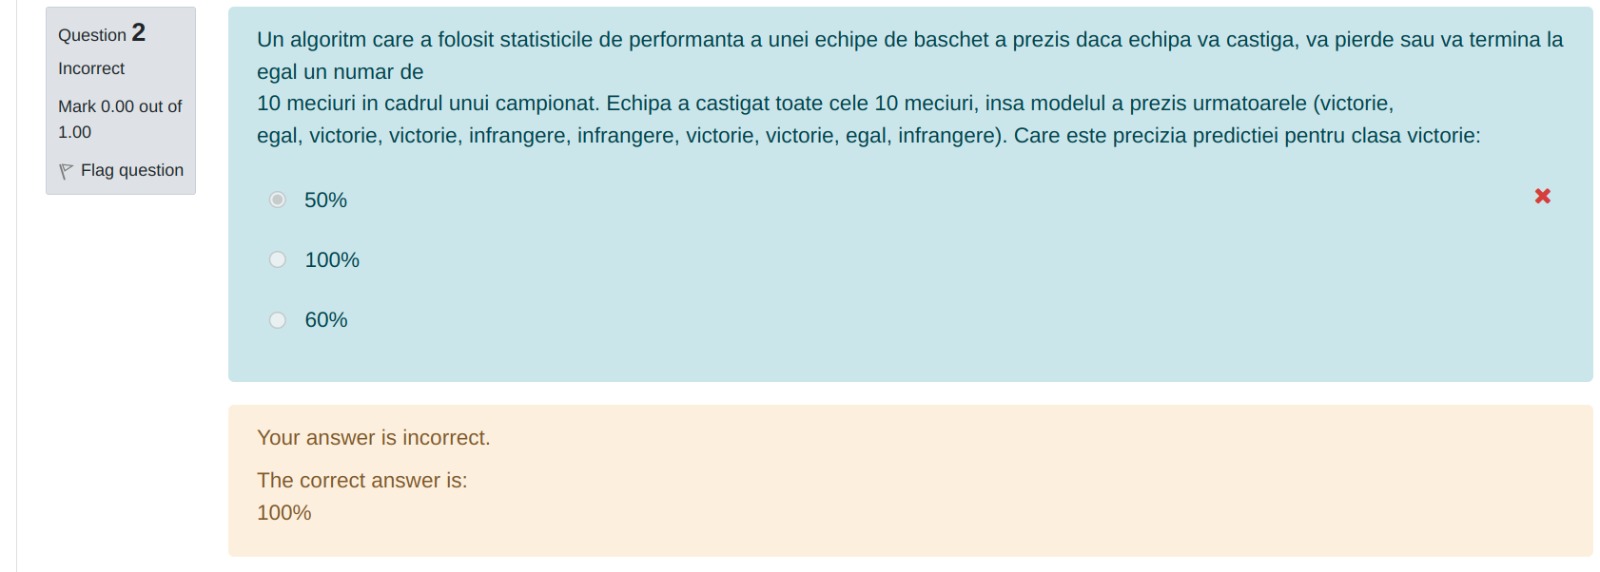 Question 2
Incorrect
Mark 0.00 out of
1.00
Flag question
Un algoritm care a folosit statisticile de performanta a unei echipe de baschet a prezis daca echipa va castiga, va pierde sau va termina la
egal un numar de
10 meciuri in cadrul unui campionat. Echipa a castigat toate cele 10 meciuri, insa modelul a prezis urmatoarele (victorie,
egal, victorie, victorie, infrangere, infrangere, victorie, victorie, egal, infrangere). Care este precizia predictiei pentru clasa victorie:
50%
100%
60%
Your answer is incorrect.
The correct answer is:
100%